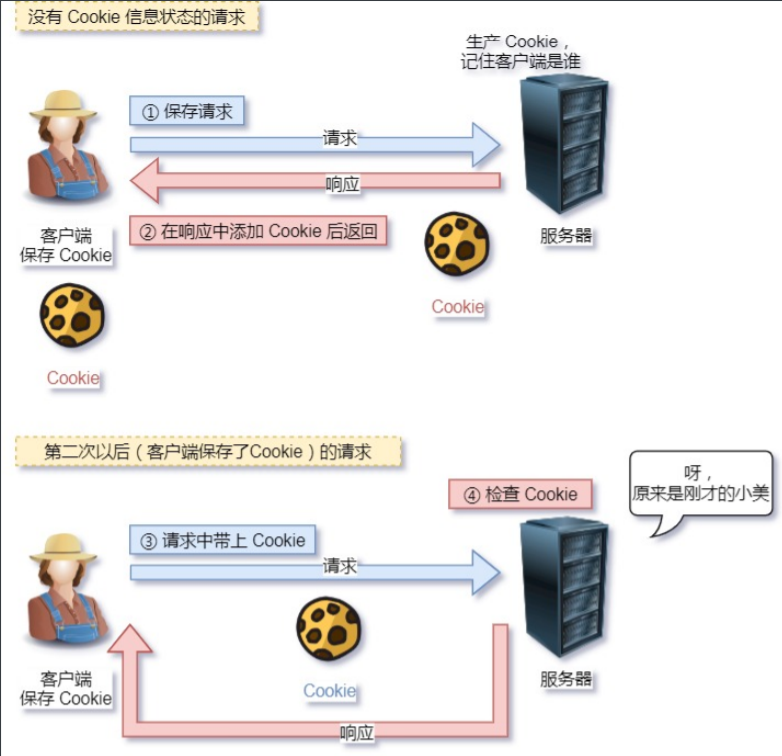 没有 Cookie 信息状态的请求
生产 Cookie，
记住客户端是谁
① 保存请求
请求
响应
② 在响应中添加 Cookie 后返回
客户端
保存 Cookie
服务器
Cookie
Cookie
第二次以后（客户端保存了Cookie）的请求
呀，
原来是刚才的小美
④ 检查 Cookie
③ 请求中带上 Cookie
请求
客户端
保存 Cookie
Cookie
服务器
响应